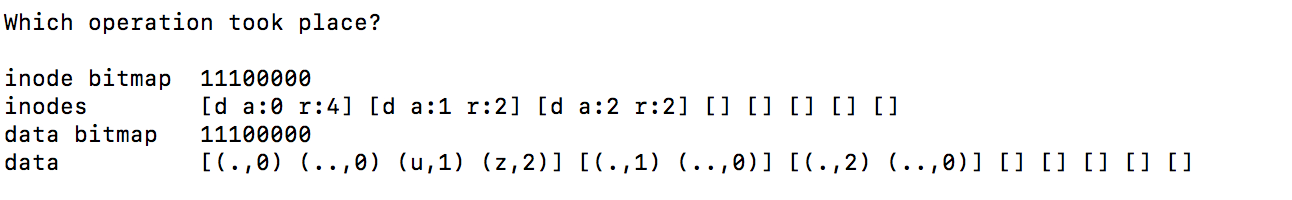 Which operation took place?
inode bitmap 11100000
inodes [d a:0 r:4] [d a:1 r:2] [d a:2 r:2] [] [] [] [] []
data bitmap 11100000
data [(.,0) (..,0) (u,1) (z,2)] [(.,1) (..,0)] [(.,2) (..,0)] [] [] [] [] []